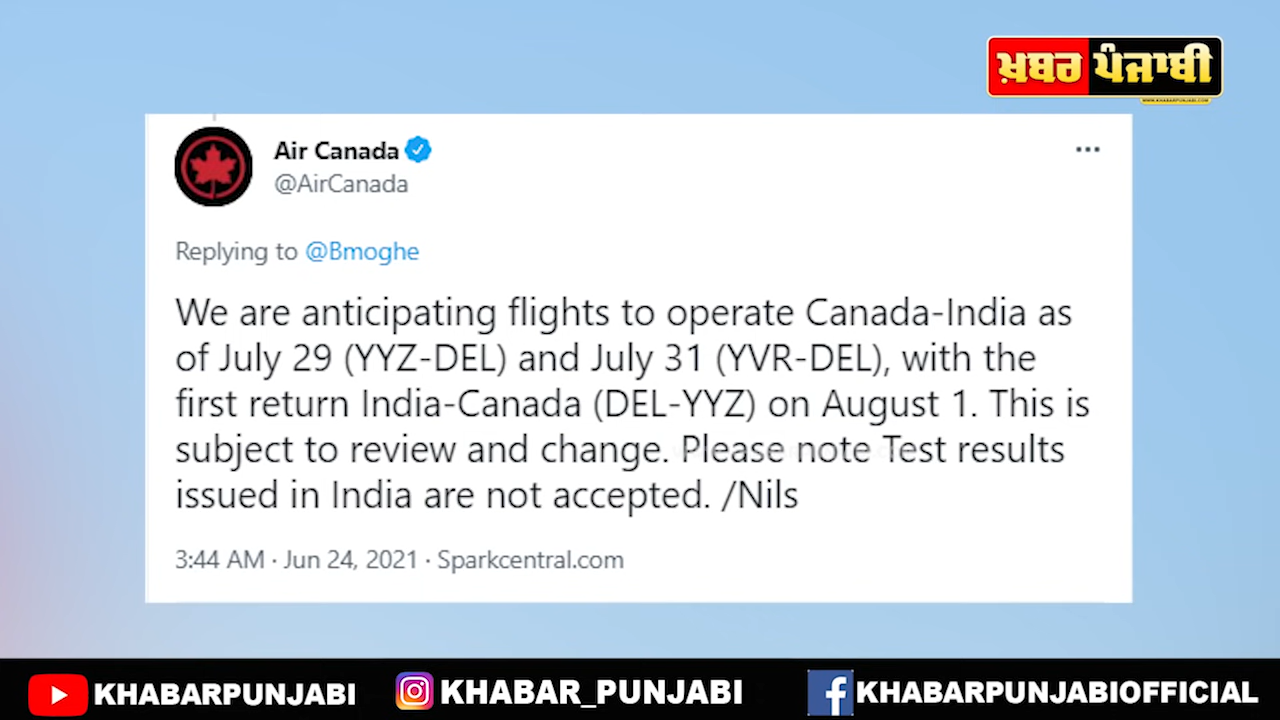 ਖ਼ਬਰ ਪੰਜਾਬੀ
WWW.KHABARPUNJABI.COM
Air Canada
@AirCanada
Replying to @Bmoghe
We are anticipating flights to operate Canada-India as
of July 29 (YYZ-DEL) and July 31 (YVR-DEL), with the
first return India-Canada (DEL-YYZ) on August 1. This is
subject to review and change. Please note Test results
issued in India are not accepted. /Nils
3:44 AM · Jun 24, 2021 · Sparkcentral.com
KHABARPUNJABI
KHABAR_PUNJABI
KHABARPUNJABIOFFICIAL